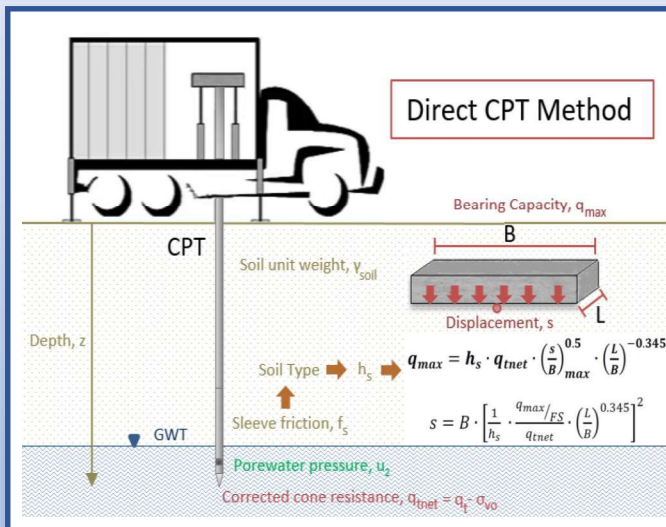 Direct CPT Method
Bearing Capacity, q_max
B
CPT
Soil unit weight, γ_soil
L
Depth, z
Displacement, s
Soil Type h_s q_max = h_s · q_tnet · (s/B)_max^0.5 · (L/B)^−0.345
Sleeve friction, f_s
s = B · [1/h_s · (q_max/FS)/q_tnet · (L/B)^0.345]^2
GWT
Porewater pressure, u_2
Corrected cone resistance, q_tnet = q_t - σ_vo